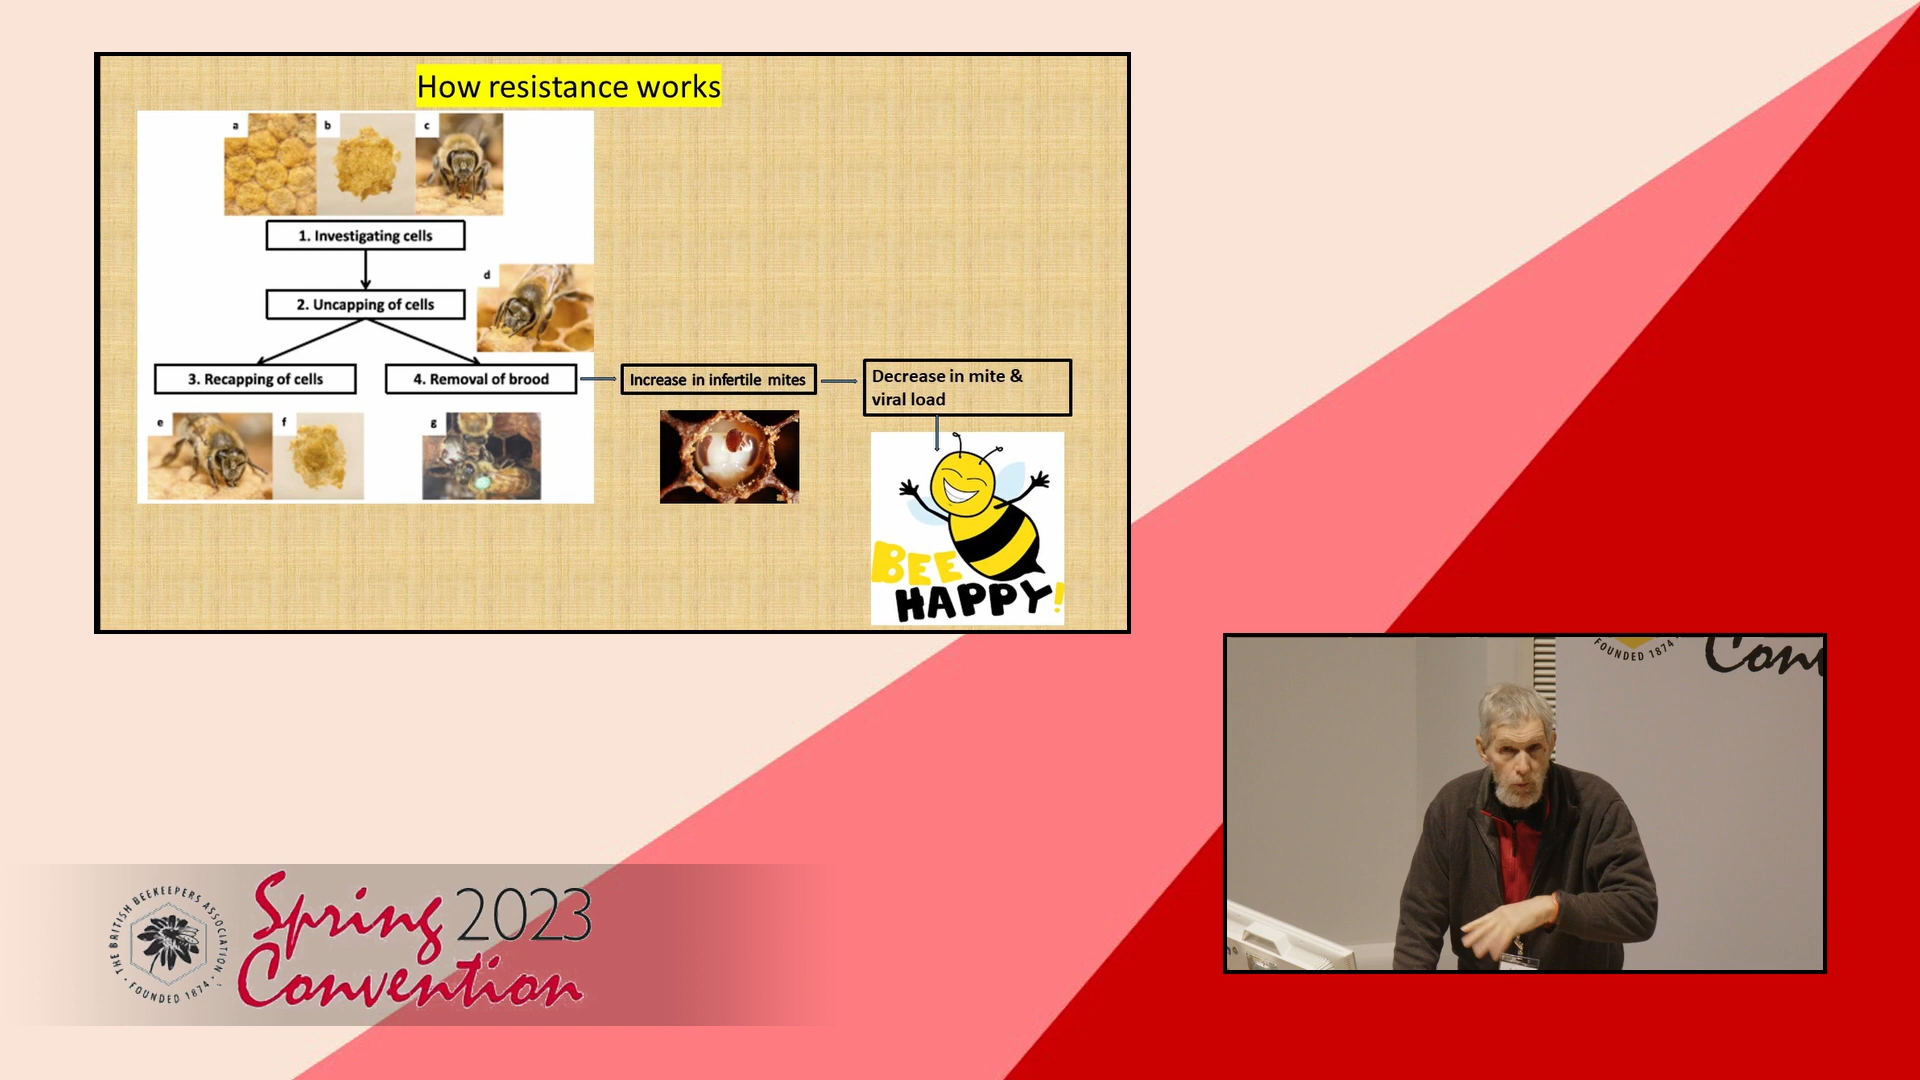 How resistance works
a
b
c
1. Investigating cells
d
2. Uncapping of cells
3. Recapping of cells
4. Removal of brood
Increase in infertile mites
Decrease in mite &
viral load
e
f
g
BEE
HAPPY!
FOUNDED 1874
Conv
THE BRITISH BEEKEEPERS ASSOCIATION
FOUNDED 1874
Spring 2023
Convention